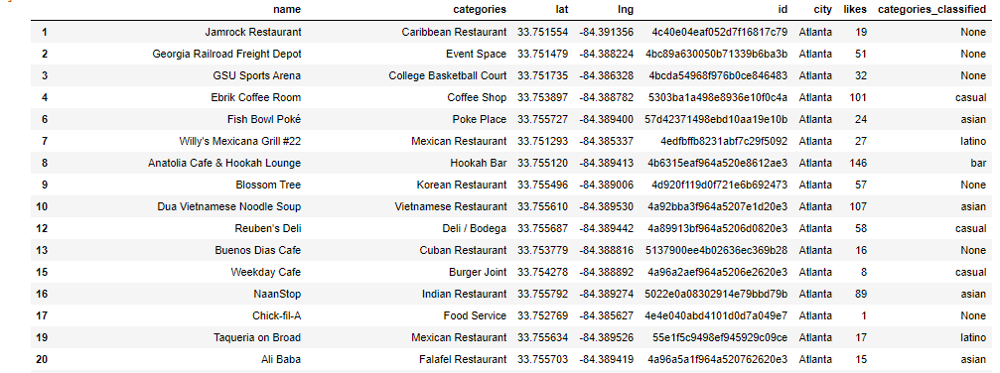 name categories lat lng id city likes categories_classified
1 Jamrock Restaurant Caribbean Restaurant 33.751554 -84.391356 4c40e04eaf052d7f16817c79 Atlanta 19 None
2 Georgia Railroad Freight Depot Event Space 33.751479 -84.388224 4bc89a630050b71339b6ba3b Atlanta 51 None
3 GSU Sports Arena College Basketball Court 33.751735 -84.386328 4bcda54968f976b0ce846483 Atlanta 32 None
4 Ebrik Coffee Room Coffee Shop 33.753897 -84.388782 5303ba1a498e8936e10f0c4a Atlanta 101 casual
6 Fish Bowl Poké Poke Place 33.755727 -84.389400 57d42371498ebd10aa19e10b Atlanta 24 asian
7 Willy's Mexicana Grill #22 Mexican Restaurant 33.751293 -84.385337 4edfbffb8231abf7c29f5092 Atlanta 27 latino
8 Anatolia Cafe & Hookah Lounge Hookah Bar 33.755120 -84.389413 4b6315eaf964a520e8612ae3 Atlanta 146 bar
9 Blossom Tree Korean Restaurant 33.755496 -84.389006 4d920f119d0f721e6b692473 Atlanta 57 None
10 Dua Vietnamese Noodle Soup Vietnamese Restaurant 33.755610 -84.389530 4a92bba3f964a5207e1d20e3 Atlanta 107 asian
12 Reuben's Deli Deli / Bodega 33.755687 -84.389442 4a89913bf964a5206d0820e3 Atlanta 58 casual
13 Buenos Dias Cafe Cuban Restaurant 33.753779 -84.388816 5137900ee4b02636ec369b28 Atlanta 16 None
15 Weekday Cafe Burger Joint 33.754278 -84.388892 4a96a2aef964a5206e2620e3 Atlanta 8 casual
16 NaanStop Indian Restaurant 33.755792 -84.389274 5022e0a08302914e79bbd79b Atlanta 89 asian
17 Chick-fil-A Food Service 33.752769 -84.385627 4e4e040abd4101d0d7a049e7 Atlanta 1 None
19 Taqueria on Broad Mexican Restaurant 33.755634 -84.389526 55e1f5c9498ef945929c09ce Atlanta 17 latino
20 Ali Baba Falafel Restaurant 33.755703 -84.389419 4a96a5a1f964a520762620e3 Atlanta 15 asian